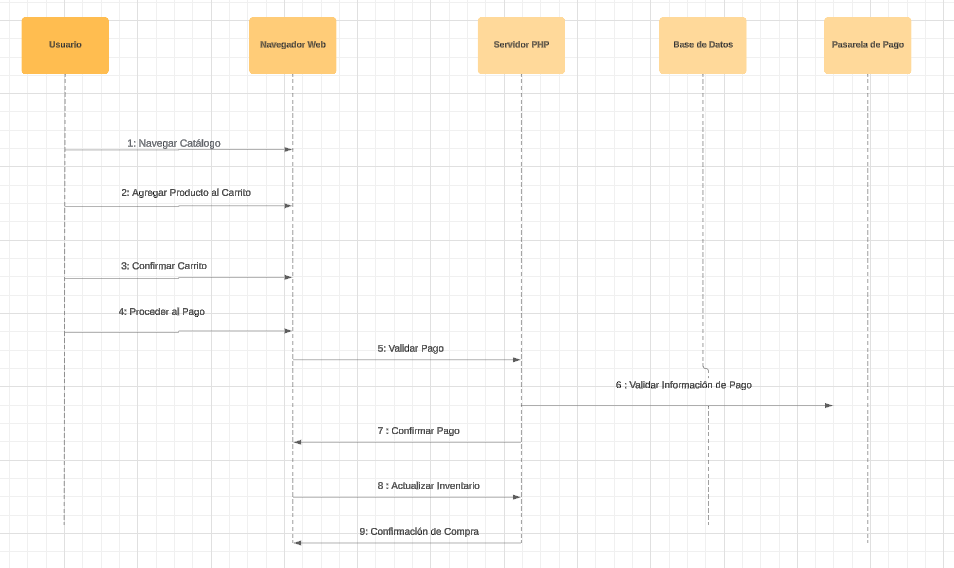 Usuario
Navegador Web
Servidor PHP
Base de Datos
Pasarela de Pago
1: Navegar Catálogo
2: Agregar Producto al Carrito
3: Confirmar Carrito
4: Proceder al Pago
5: Validar Pago
6 : Validar Información de Pago
7 : Confirmar Pago
8 : Actualizar Inventario
9: Confirmación de Compra